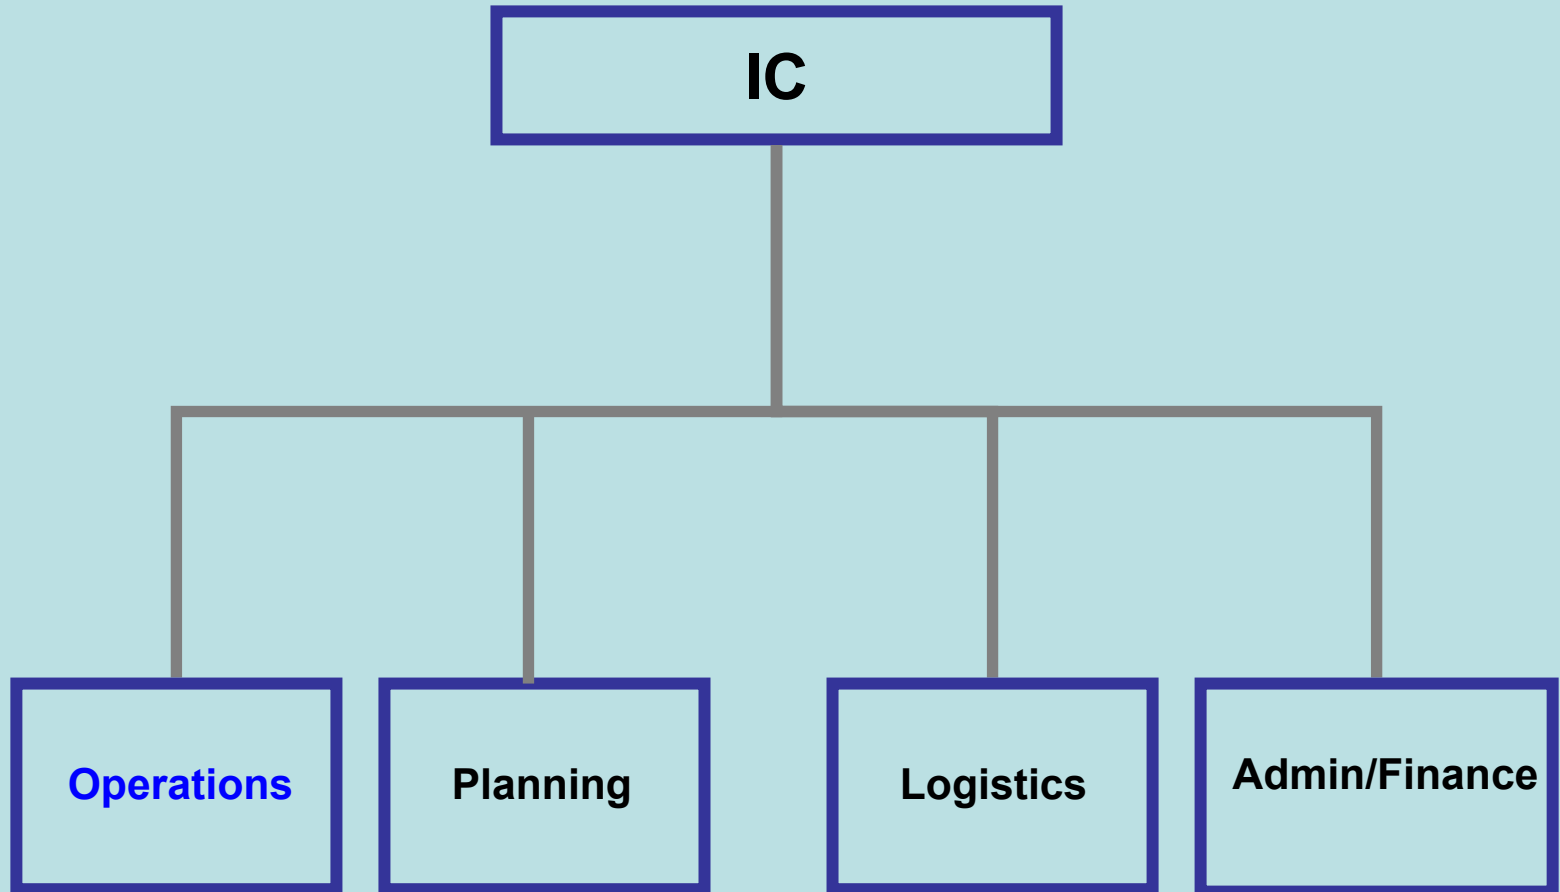 IC
Operations
Planning
Logistics
Admin/Finance